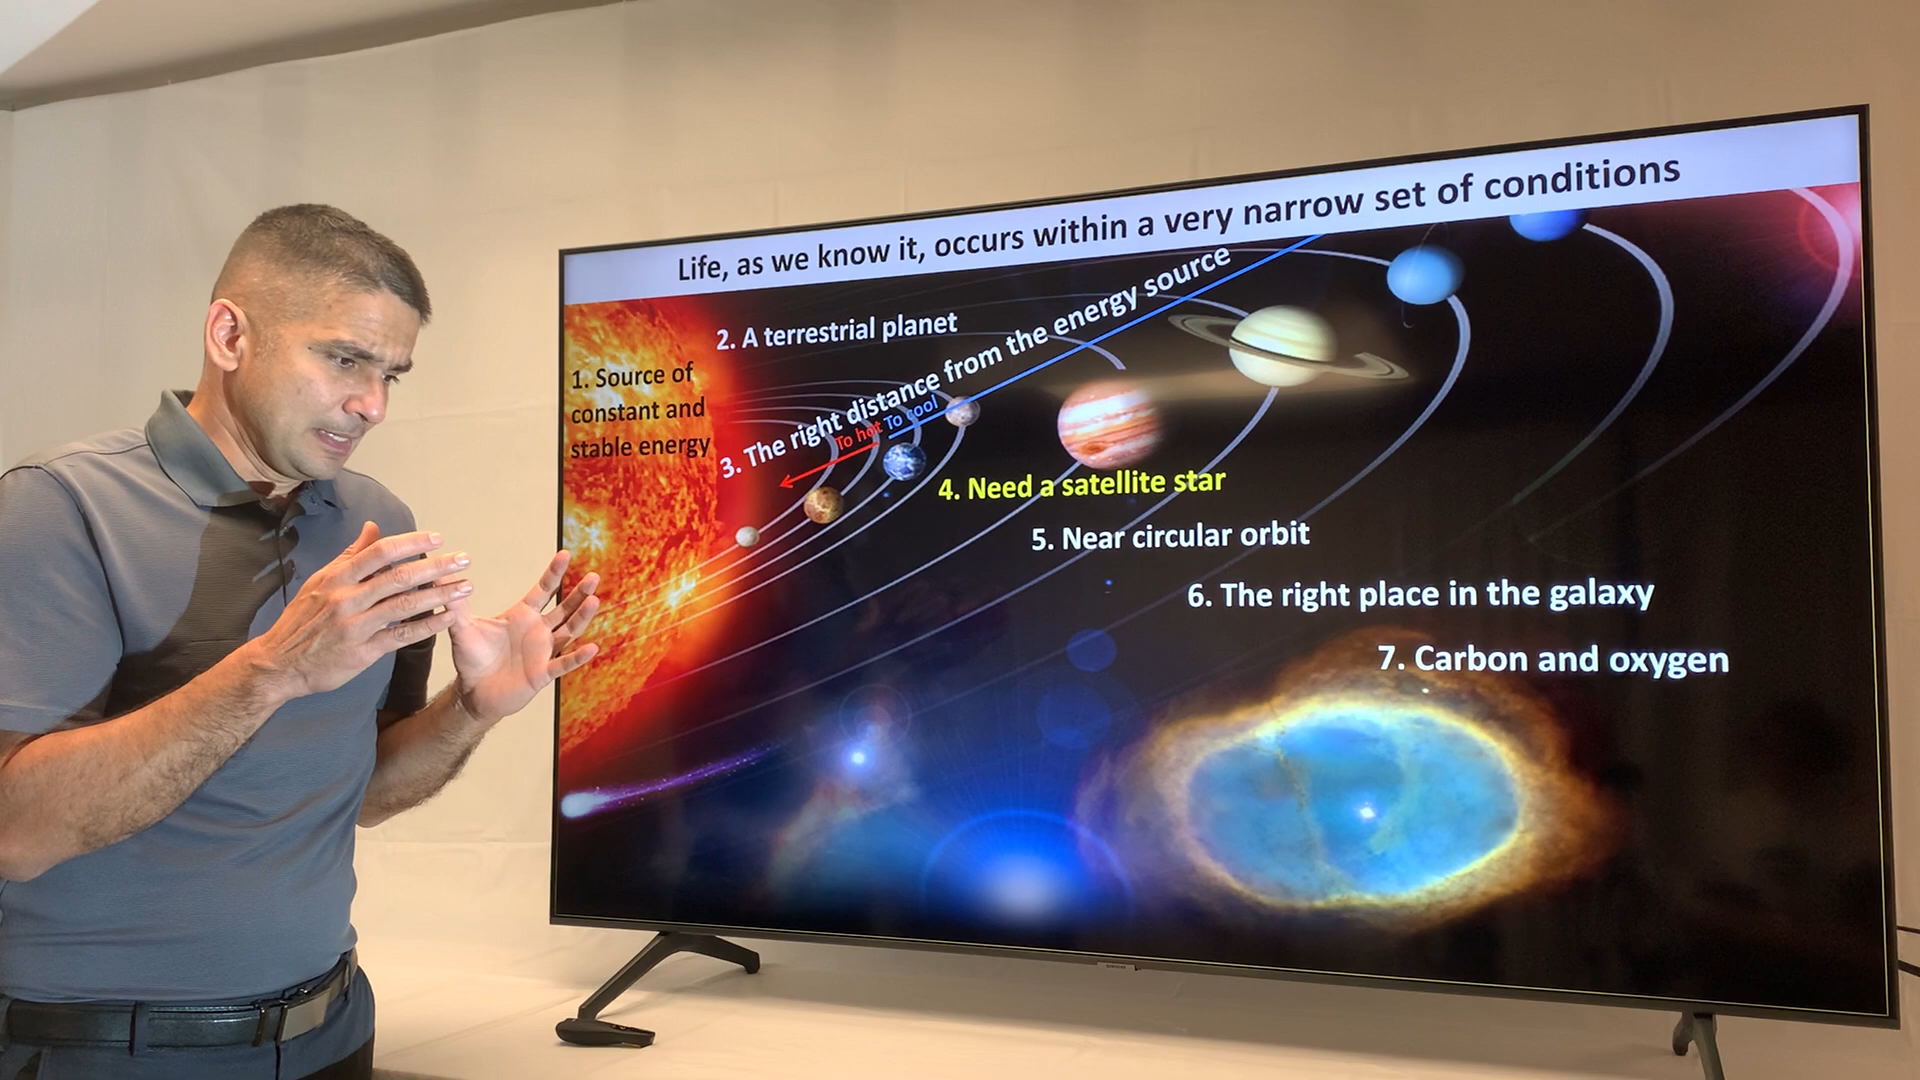 Life, as we know it, occurs within a very narrow set of conditions
1. Source of
constant and
stable energy
2. A terrestrial planet
3. The right distance from the energy source
To hot To cool
4. Need a satellite star
5. Near circular orbit
6. The right place in the galaxy
7. Carbon and oxygen